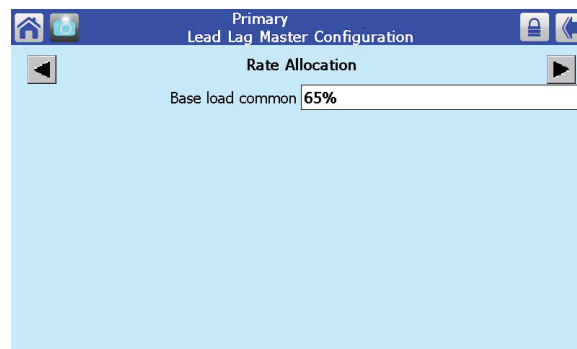 Primary
Lead Lag Master Configuration
Rate Allocation
Base load common 65%